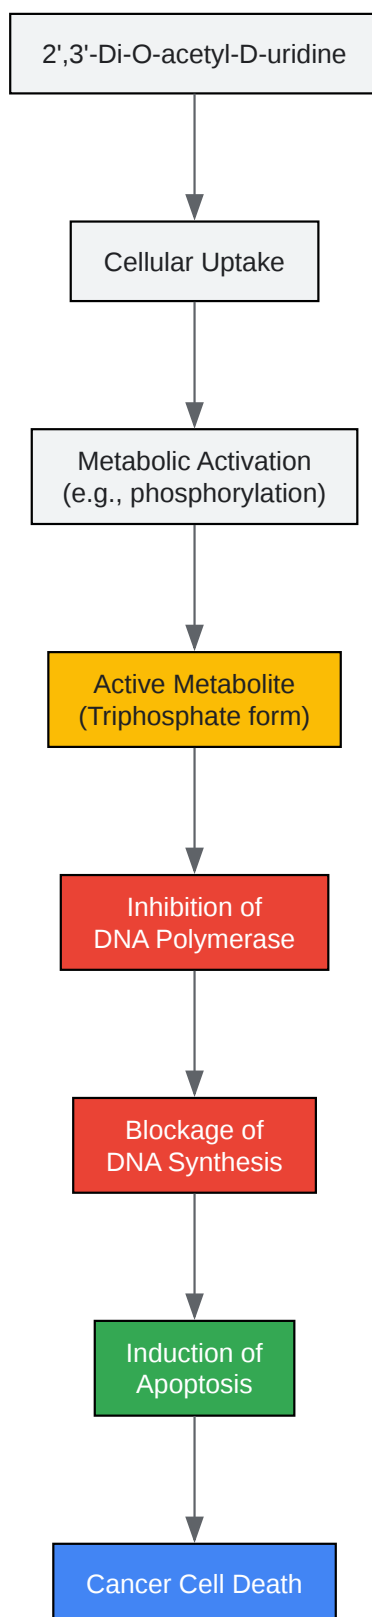 2',3'-Di-O-acetyl-D-uridine
Cellular Uptake
Metabolic Activation
(e.g., phosphorylation)
Active Metabolite
(Triphosphate form)
Inhibition of
DNA Polymerase
Blockage of
DNA Synthesis
Induction of
Apoptosis
Cancer Cell Death